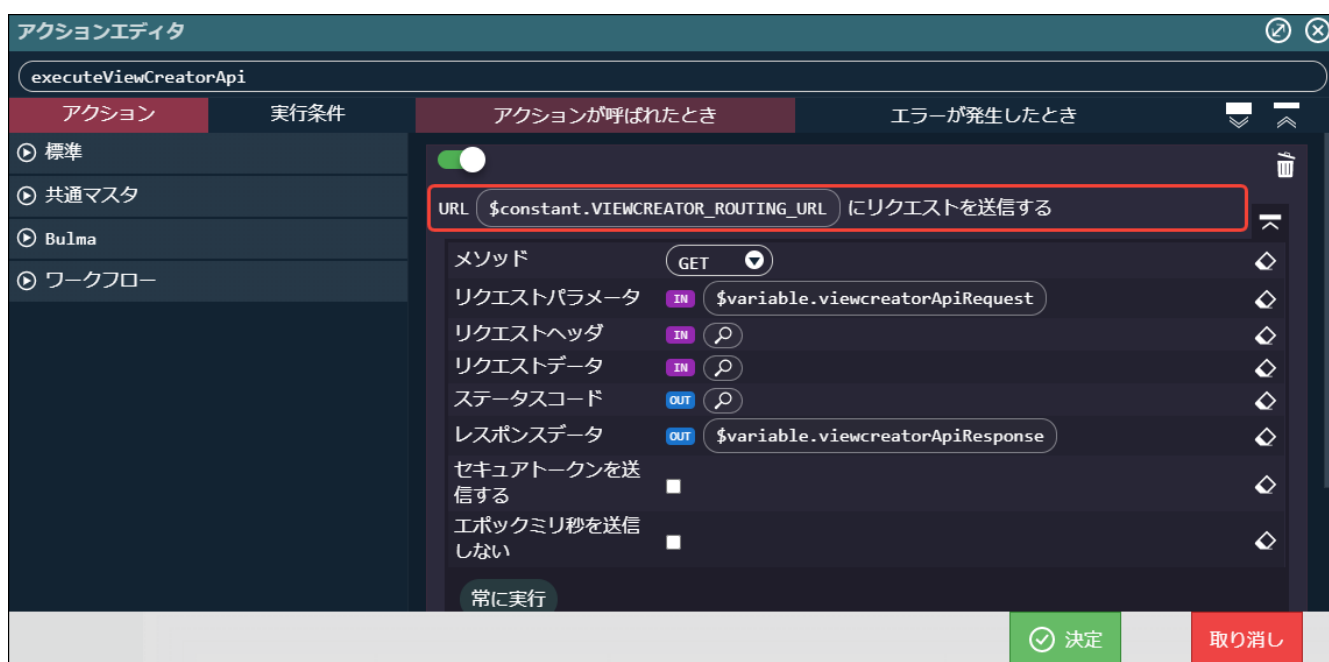 アクションエディタ
executeViewCreatorApi
アクション 実行条件 アクションが呼ばれたとき エラーが発生したとき
標準
共通マスタ
Bulma
ワークフロー
URL $constant.VIEWCREATOR_ROUTING_URL にリクエストを送信する
メソッド GET
リクエストパラメータ IN $variable.viewcreatorApiRequest
リクエストヘッダ IN
リクエストデータ IN
ステータスコード OUT
レスポンスデータ OUT $variable.viewcreatorApiResponse
セキュアトークンを送
信する
エポックミリ秒を送信
しない
常に実行
決定 取り消し